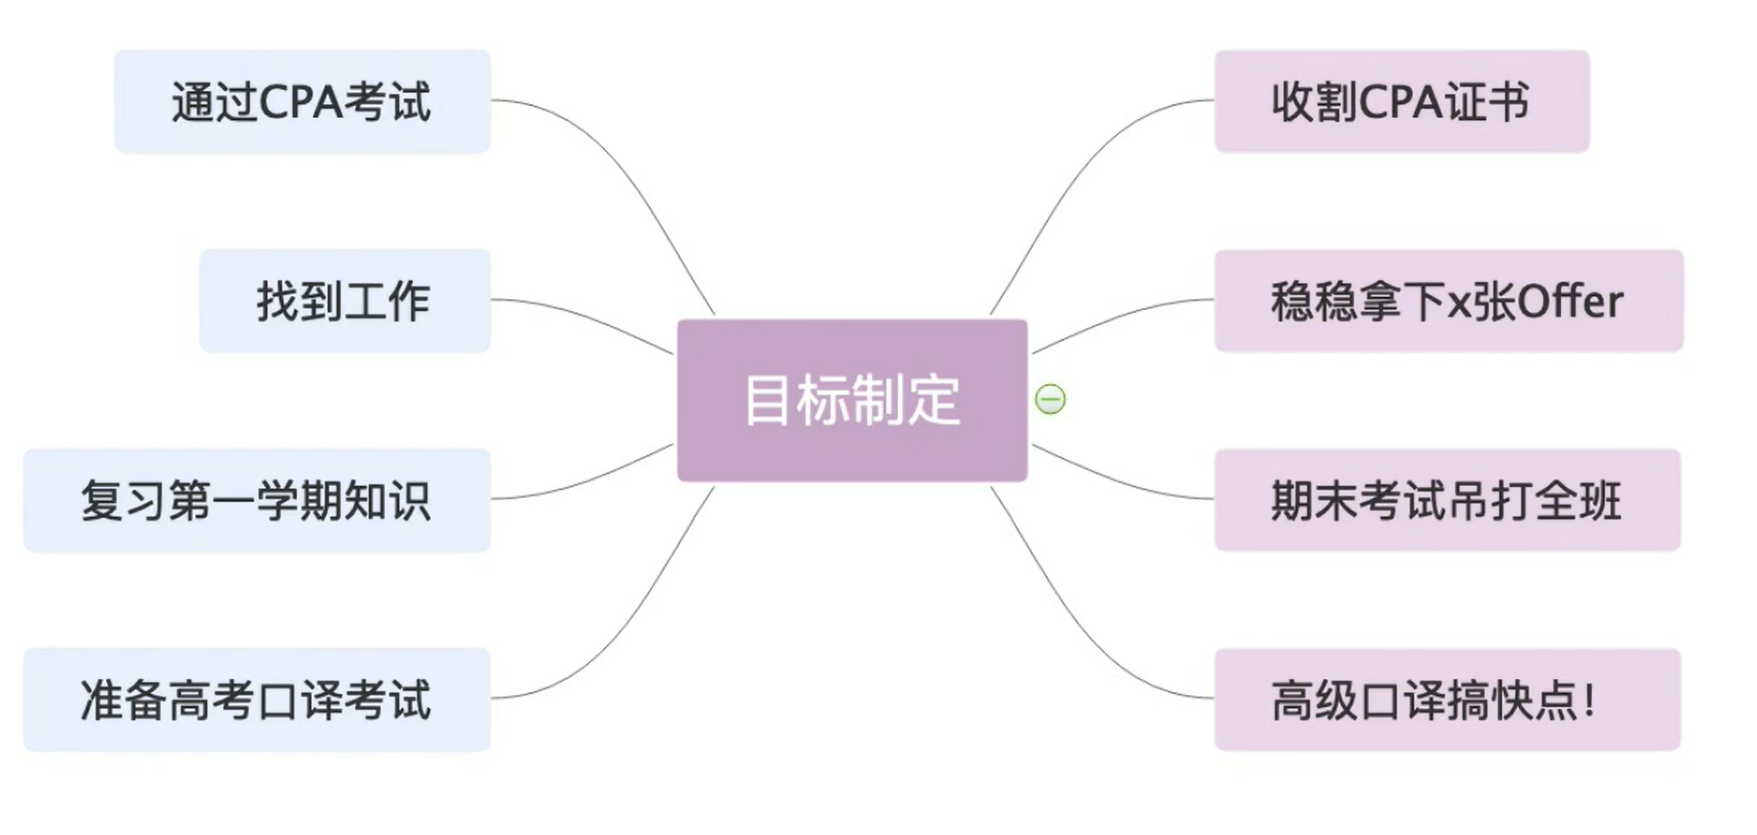 通过CPA考试
找到工作
复习第一学期知识
准备高考口译考试
目标制定
收割CPA证书
稳稳拿下x张Offer
期末考试吊打全班
高级口译搞快点!